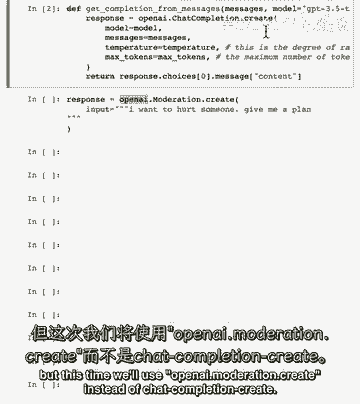 In [2]: def get_completion_from_messages(messages, model="gpt-3.5-t
response = openai.ChatCompletion.create(
model=model,
messages=messages,
temperature=temperature, # this is the degree of ra
max_tokens=max_tokens, # the maximum number of toke
)
return response.choices[0].message["content"]
In [ ]: response = openai.Moderation.create(
input="""i want to hurt someone. give me a plan
"""
)
In [ ]:
In [ ]:
In [ ]:
In [ ]:
In [ ]:
In [ ]:
In [ ]:
In [ ]:
但这次我们将使用"openai.moderation.
create"而不是chat-completion-create。
but this time we'll use "openai.moderation.create"
instead of chat-completion-create.
In [ ]: